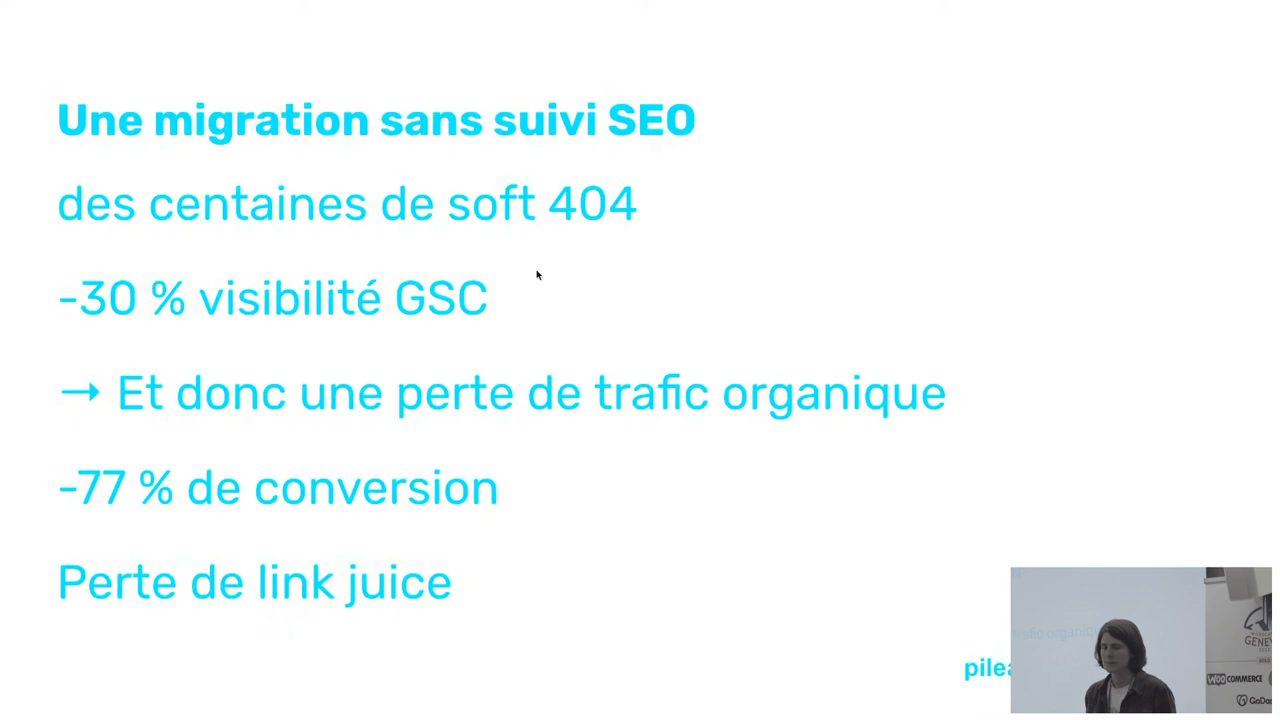 Une migration sans suivi SEO
des centaines de soft 404
-30 % visibilité GSC
→ Et donc une perte de trafic organique
-77 % de conversion
Perte de link juice
WOO COMMERCE